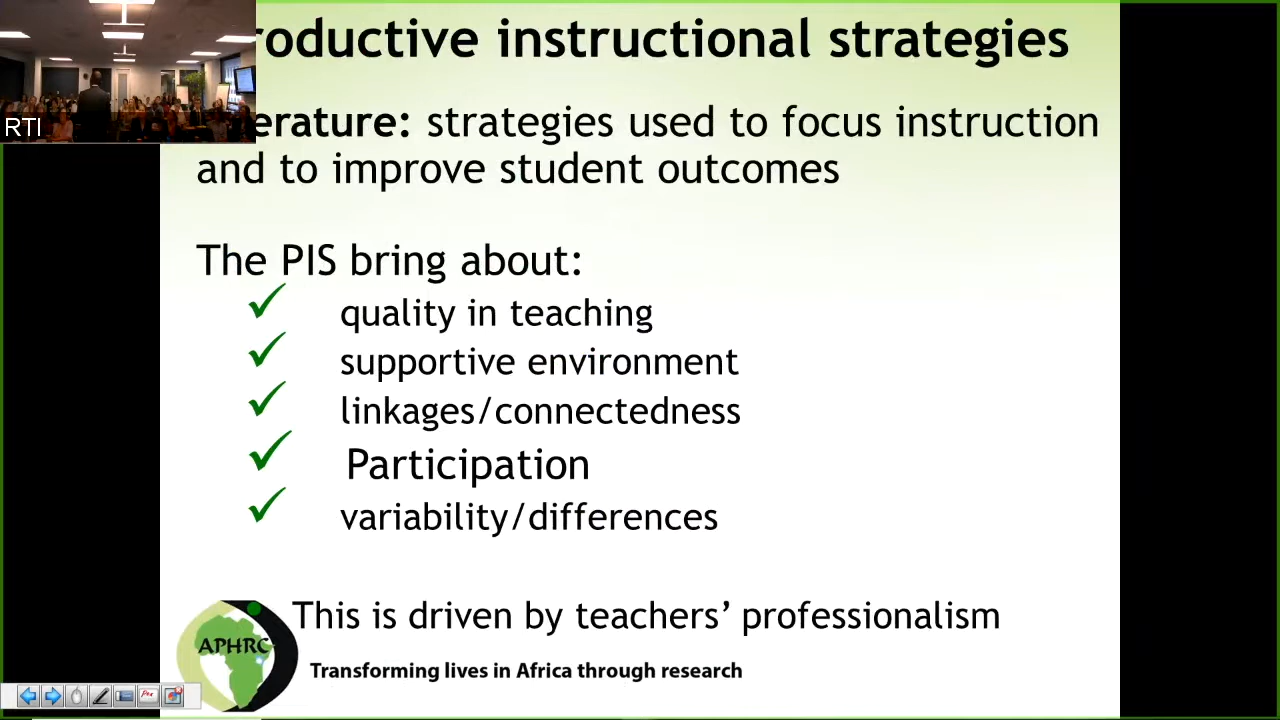 roductive instructional strategies
RTI
erature: strategies used to focus instruction
and to improve student outcomes
The PIS bring about:
quality in teaching
supportive environment
linkages/connectedness
Participation
variability/differences
This is driven by teachers’ professionalism
APHRC
Transforming lives in Africa through research